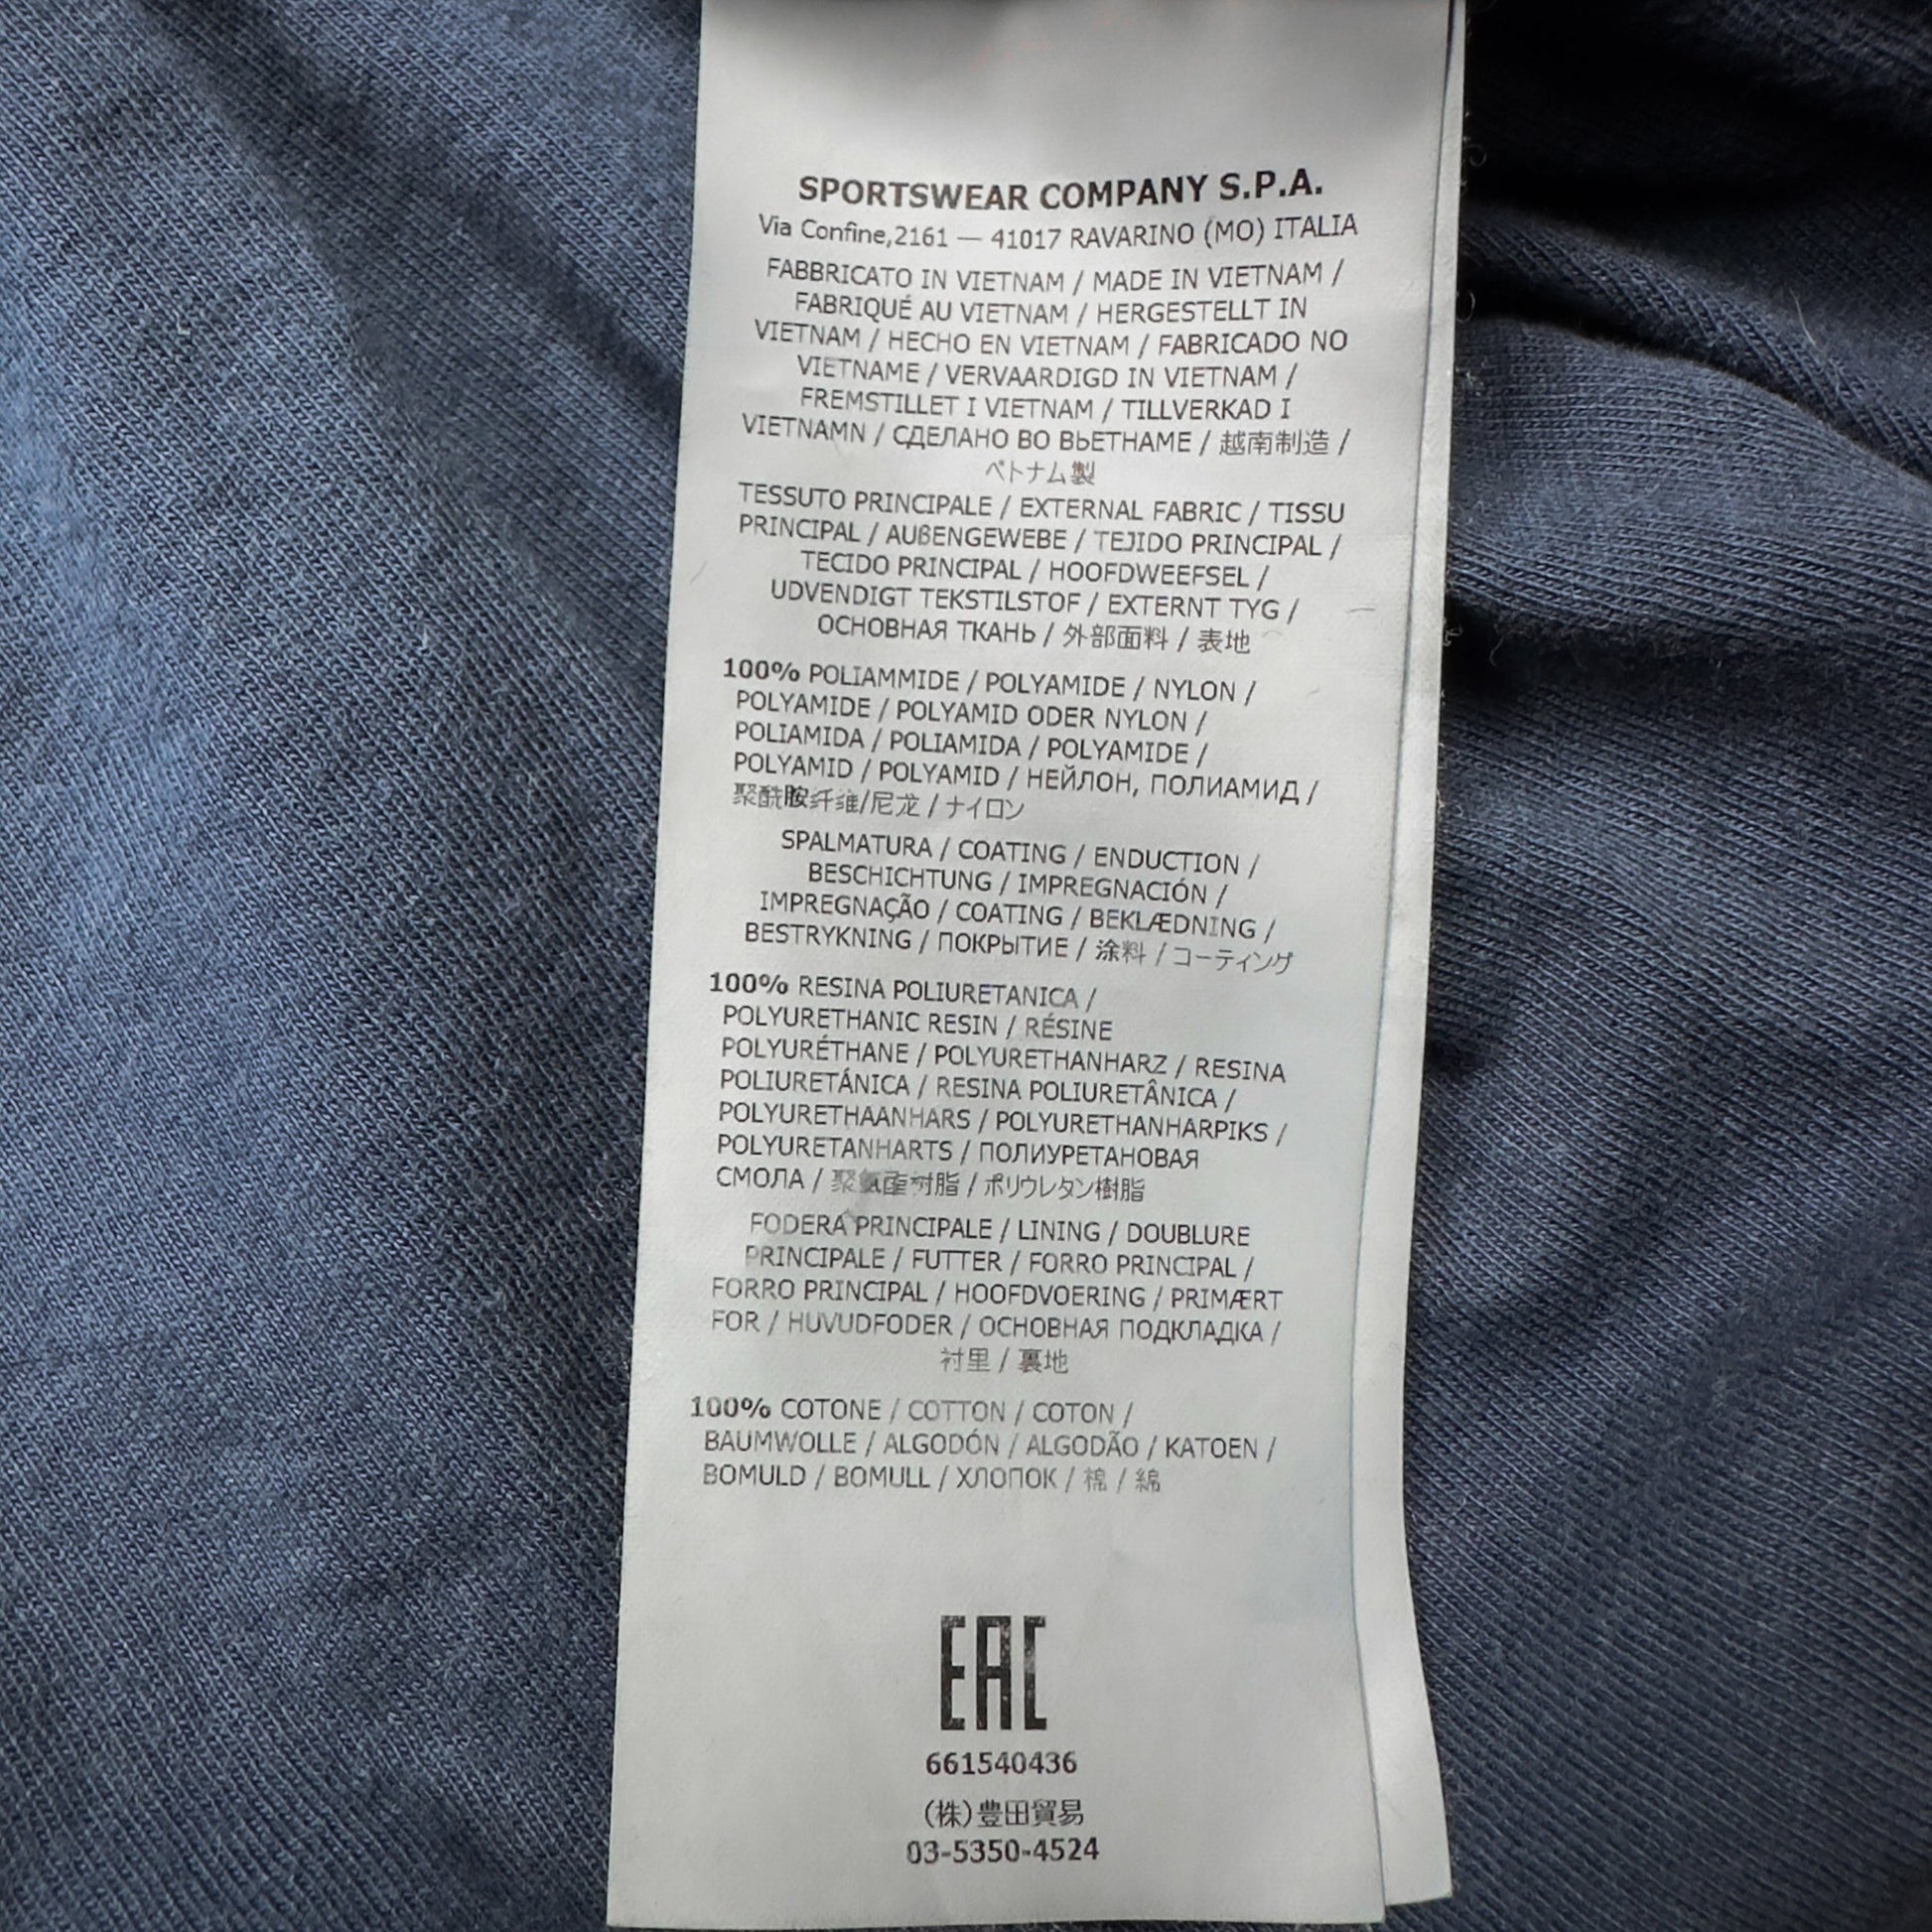 SPORTSWEAR COMPANY S.P.A.
Via Confine,2161 — 41017 RAVARINO (MO) ITALIA
FABBRICATO IN VIETNAM / MADE IN VIETNAM /
FABRIQUÉ AU VIETNAM / HERGESTELLT IN
VIETNAM / HECHO EN VIETNAM / FABRICADO NO
VIETNAME / VERVAARDIGD IN VIETNAM /
FREMSTILLET I VIETNAM / TILLVERKAD I
VIETNAMN / СДЕЛАНО ВО ВЬЕТНАМЕ / 越南制造 /
ベトナム製
TESSUTO PRINCIPALE / EXTERNAL FABRIC / TISSU
PRINCIPAL / AUßENGEWEBE / TEJIDO PRINCIPAL /
TECIDO PRINCIPAL / HOOFDWEEFSEL /
UDVENDIGT TEKSTILSTOF / EXTERNT TYG /
ОСНОВНАЯ ТКАНЬ / 外部面料 / 表地
100% POLIAMMIDE / POLYAMIDE / NYLON /
POLYAMIDE / POLYAMID ODER NYLON /
POLIAMIDA / POLIAMIDA / POLYAMIDE /
POLYAMID / POLYAMID / НЕЙЛОН, ПОЛИАМИД /
聚酰胺纤维/尼龙 / ナイロン
SPALMATURA / COATING / ENDUCTION /
BESCHICHTUNG / IMPREGNACIÓN /
IMPREGNAÇÃO / COATING / BEKLÆDNING /
BESTRYKNING / ПОКРЫТИЕ / 涂料 / コーティング
100% RESINA POLIURETANICA /
POLYURETHANIC RESIN / RÉSINE
POLYURÉTHANE / POLYURETHANHARZ / RESINA
POLIURETÁNICA / RESINA POLIURETÂNICA /
POLYURETHAANHARS / POLYURETHANHARPIKS /
POLYURETANHARTS / ПОЛИУРЕТАНОВАЯ
СМОЛА / 聚氨酯树脂 / ポリウレタン樹脂
FODERA PRINCIPALE / LINING / DOUBLURE
PRINCIPALE / FUTTER / FORRO PRINCIPAL /
FORRO PRINCIPAL / HOOFDVOERING / PRIMÆRT
FOR / HUVUDFODER / ОСНОВНАЯ ПОДКЛАДКА /
衬里 / 裏地
100% COTONE / COTTON / COTON /
BAUMWOLLE / ALGODÓN / ALGODÃO / KATOEN /
BOMULD / BOMULL / ХЛОПОК / 棉 / 綿
EAC
661540436
(株)豊田貿易
03-5350-4524